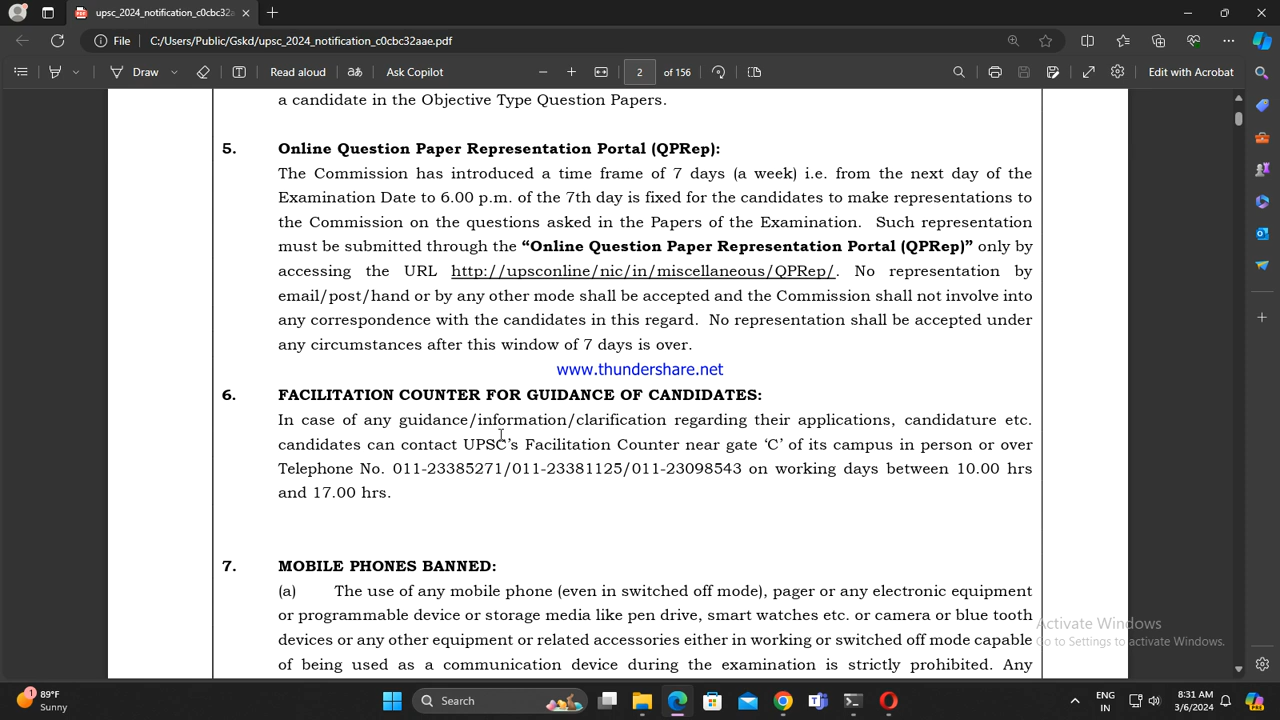 upsc_2024_notification_c0cbc32a
File C:/Users/Public/Gskd/upsc_2024_notification_c0cbc32aae.pdf
Draw Read aloud Ask Copilot 2 of 156 Edit with Acrobat
a candidate in the Objective Type Question Papers.
5. Online Question Paper Representation Portal (QPRep):
The Commission has introduced a time frame of 7 days (a week) i.e. from the next day of the
Examination Date to 6.00 p.m. of the 7th day is fixed for the candidates to make representations to
the Commission on the questions asked in the Papers of the Examination. Such representation
must be submitted through the “Online Question Paper Representation Portal (QPRep)” only by
accessing the URL http://upsconline/nic/in/miscellaneous/QPRep/. No representation by
email/post/hand or by any other mode shall be accepted and the Commission shall not involve into
any correspondence with the candidates in this regard. No representation shall be accepted under
any circumstances after this window of 7 days is over.
www.thundershare.net
6. FACILITATION COUNTER FOR GUIDANCE OF CANDIDATES:
In case of any guidance/information/clarification regarding their applications, candidature etc.
candidates can contact UPSC’s Facilitation Counter near gate ‘C’ of its campus in person or over
Telephone No. 011-23385271/011-23381125/011-23098543 on working days between 10.00 hrs
and 17.00 hrs.
7. MOBILE PHONES BANNED:
(a) The use of any mobile phone (even in switched off mode), pager or any electronic equipment
or programmable device or storage media like pen drive, smart watches etc. or camera or blue tooth
devices or any other equipment or related accessories either in working or switched off mode capable
of being used as a communication device during the examination is strictly prohibited. Any
Activate Windows
Go to Settings to activate Windows.
89°F
Sunny
Search
ENG
IN
8:31 AM
3/6/2024